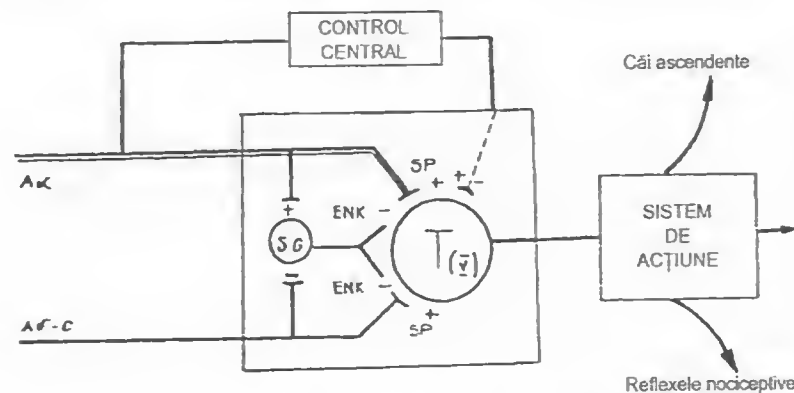 CONTROL
CENTRAL
Căi ascendente
Aα
SP
+ + -
+
ENK -
SG
T (V)
ENK -
+
SP
Aδ-C
SISTEM
DE
ACȚIUNE
Reflexele nociceptive